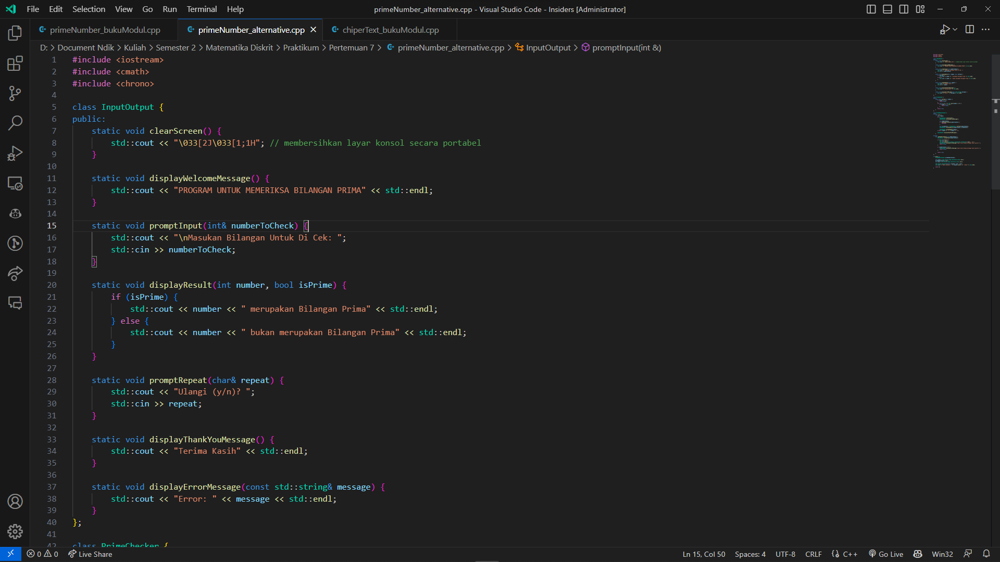 File Edit Selection View Go Run Terminal Help
primeNumber_alternative.cpp - Visual Studio Code - Insiders [Administrator]
primeNumber_bukuModul.cpp
primeNumber_alternative.cpp
chiperText_bukuModul.cpp
D: > Document Ndik > Kuliah > Semester 2 > Matematika Diskrit > Praktikum > Pertemuan 7 > primeNumber_alternative.cpp > InputOutput > promptInput(int &)
1 #include <iostream>
2 #include <cmath>
3 #include <chrono>
4
5 class InputOutput {
6 public:
7     static void clearScreen() {
8         std::cout << "\033[2J\033[1;1H"; // membersihkan layar konsol secara portabel
9     }
10
11     static void displayWelcomeMessage() {
12         std::cout << "PROGRAM UNTUK MEMERIKSA BILANGAN PRIMA" << std::endl;
13     }
14
15     static void promptInput(int& numberToCheck) {
16         std::cout << "\nMasukan Bilangan Untuk Di Cek: ";
17         std::cin >> numberToCheck;
18     }
19
20     static void displayResult(int number, bool isPrime) {
21         if (isPrime) {
22             std::cout << number << " merupakan Bilangan Prima" << std::endl;
23         } else {
24             std::cout << number << " bukan merupakan Bilangan Prima" << std::endl;
25         }
26     }
27
28     static void promptRepeat(char& repeat) {
29         std::cout << "Ulangi (y/n)? ";
30         std::cin >> repeat;
31     }
32
33     static void displayThankYouMessage() {
34         std::cout << "Terima Kasih" << std::endl;
35     }
36
37     static void displayErrorMessage(const std::string& message) {
38         std::cout << "Error: " << message << std::endl;
39     }
40 };
41
42 class PrimeChecker {
0 0 Live Share
Ln 15, Col 50 Spaces: 4 UTF-8 CRLF {} C++ Go Live Win32